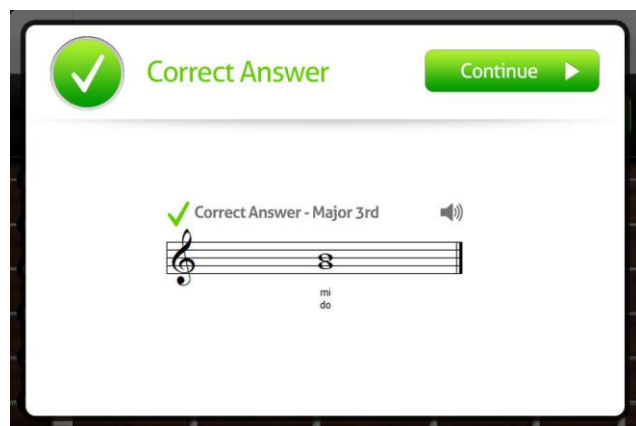 Correct Answer
Continue
Correct Answer - Major 3rd
mi
do